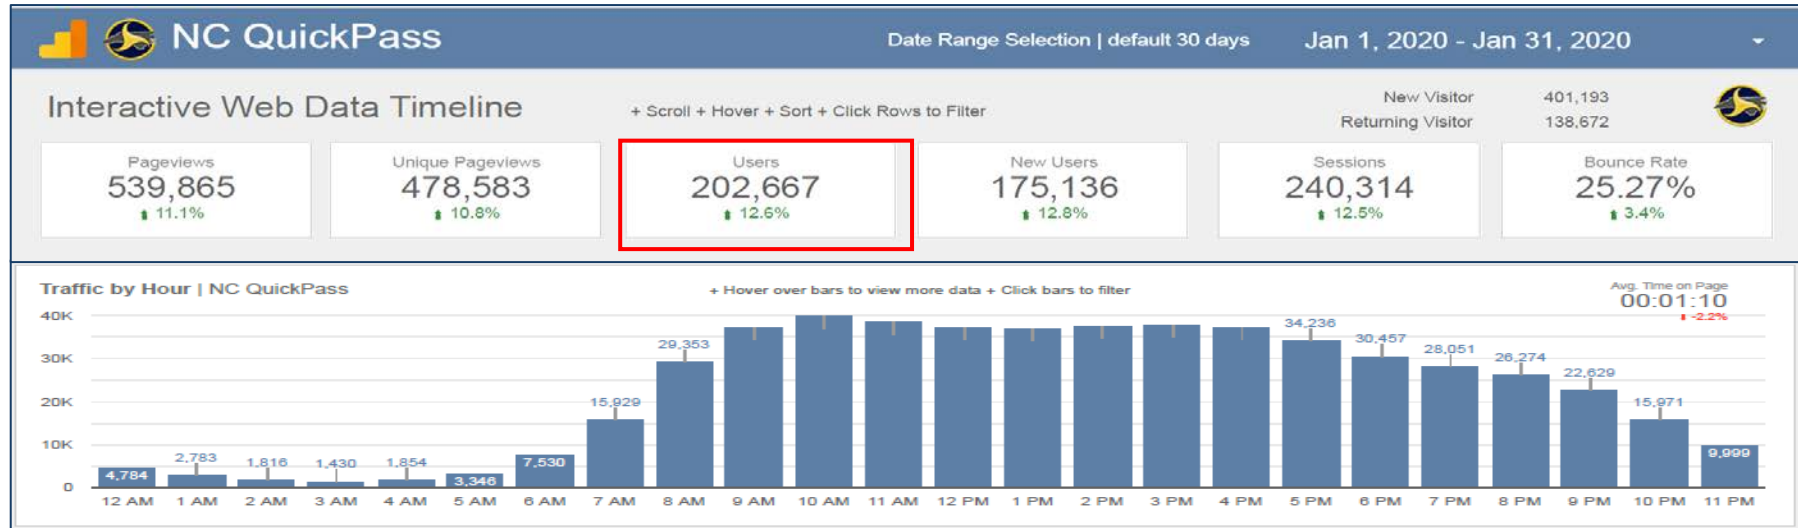 NC QuickPass
Date Range Selection | default 30 days
Jan 1, 2020 - Jan 31, 2020
Interactive Web Data Timeline
+ Scroll + Hover + Sort + Click Rows to Filter
New Visitor 401,193
Returning Visitor 138,672
Pageviews
539,865
11.1%
Unique Pageviews
478,583
10.8%
Users
202,667
12.6%
New Users
175,136
12.8%
Sessions
240,314
12.5%
Bounce Rate
25.27%
3.4%
Traffic by Hour | NC QuickPass
+ Hover over bars to view more data + Click bars to filter
Avg. Time on Page
00:01:10
-2.2%
40K
30K
20K
10K
0
4,784
2,783
1,816
1,430
1,854
3,346
7,530
15,929
29,353
34,236
30,457
28,051
26,274
22,629
15,971
9,999
12 AM 1 AM 2 AM 3 AM 4 AM 5 AM 6 AM 7 AM 8 AM 9 AM 10 AM 11 AM 12 PM 1 PM 2 PM 3 PM 4 PM 5 PM 6 PM 7 PM 8 PM 9 PM 10 PM 11 PM